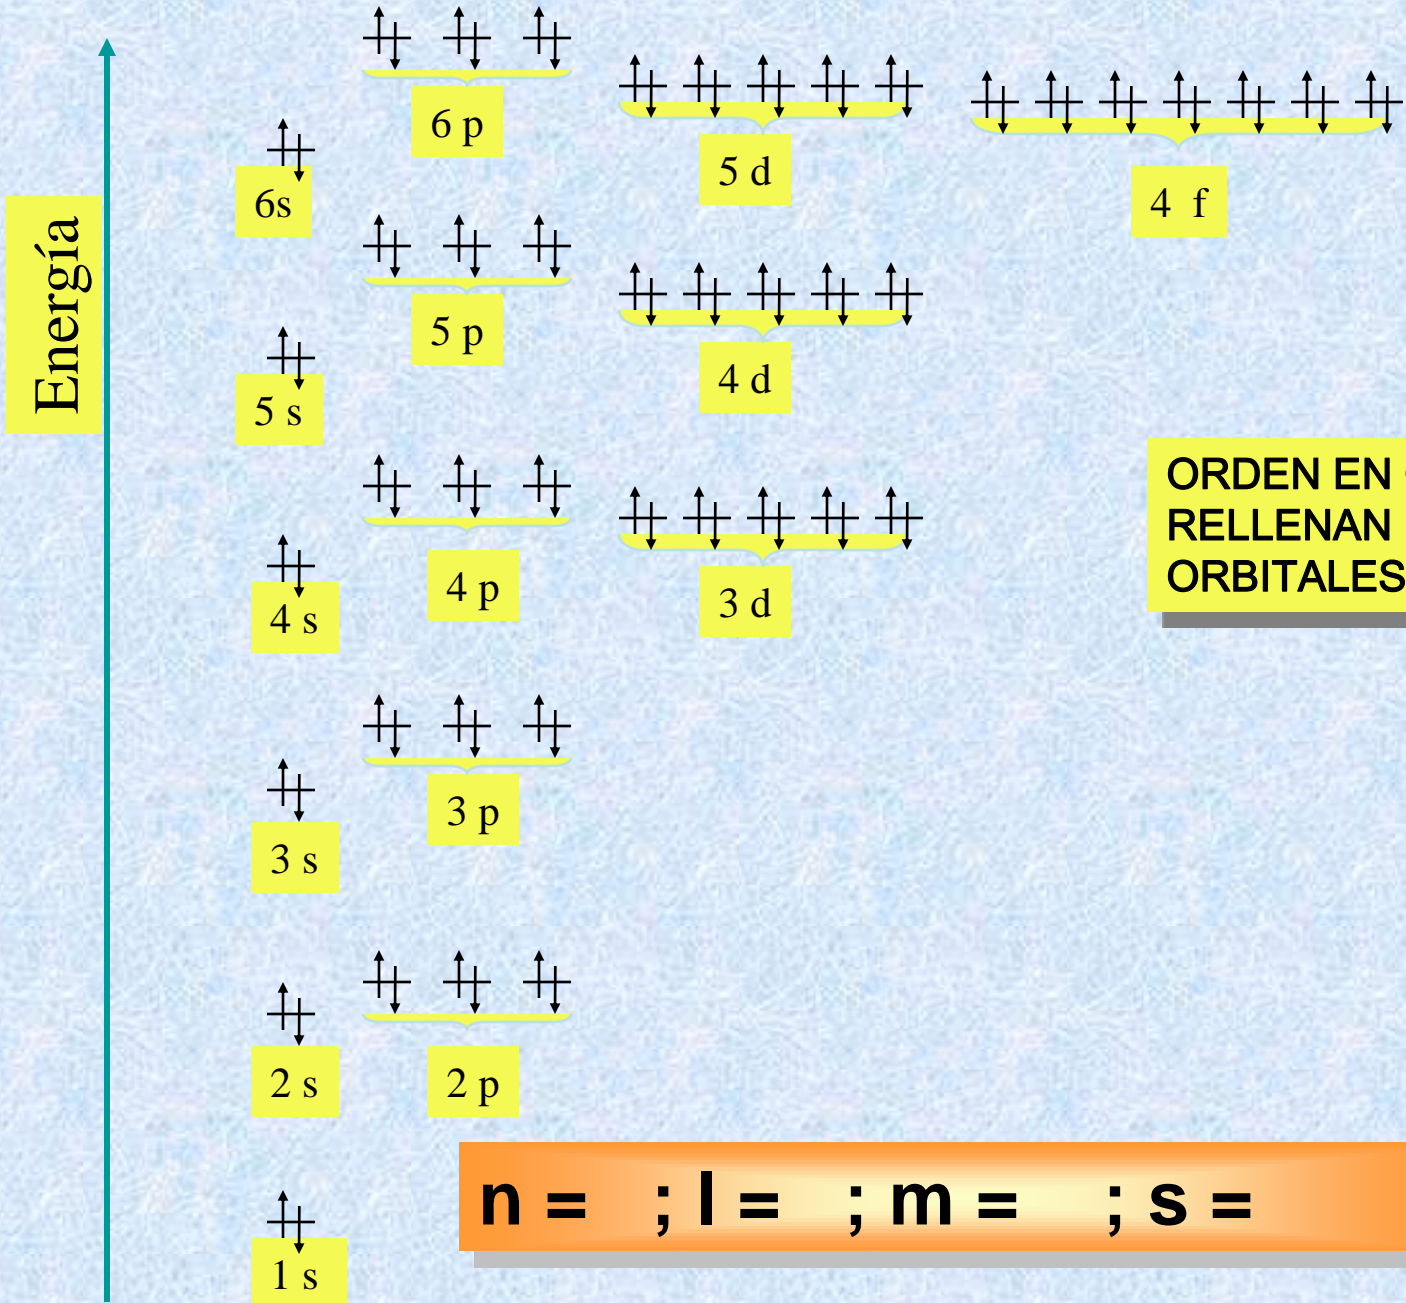 6 p
5 d
4 f
6s
Energía
5 p
4 d
5 s
ORDEN EN
RELLENAN
ORBITALES
4 p
3 d
4 s
3 p
3 s
2 s
2 p
n = ; l = ; m = ; s =
1 s